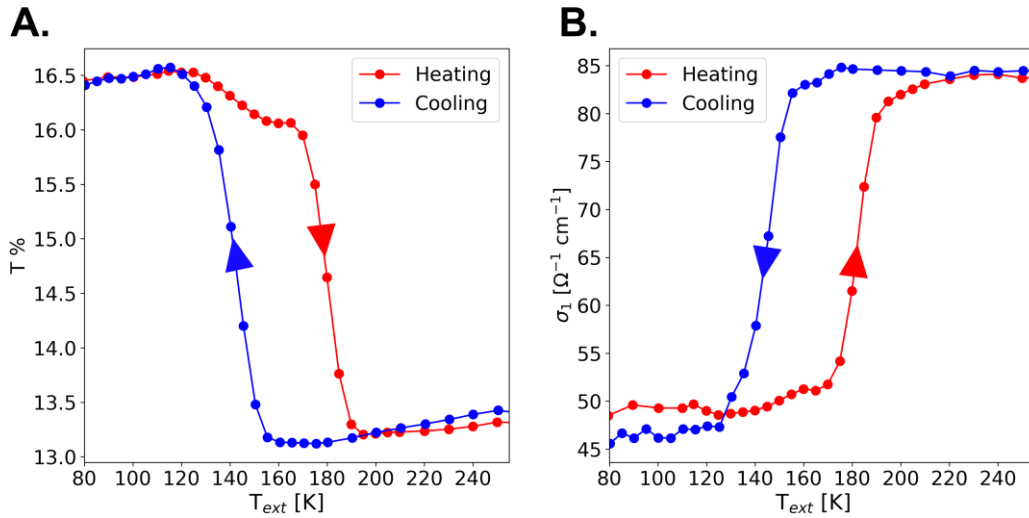 A.
T %
16.5
16.0
15.5
15.0
14.5
14.0
13.5
13.0
Heating
Cooling
80 100 120 140 160 180 200 220 240
T_ext [K]
B.
σ₁ [Ω⁻¹ cm⁻¹]
85
80
75
70
65
60
55
50
45
Heating
Cooling
80 100 120 140 160 180 200 220 240
T_ext [K]